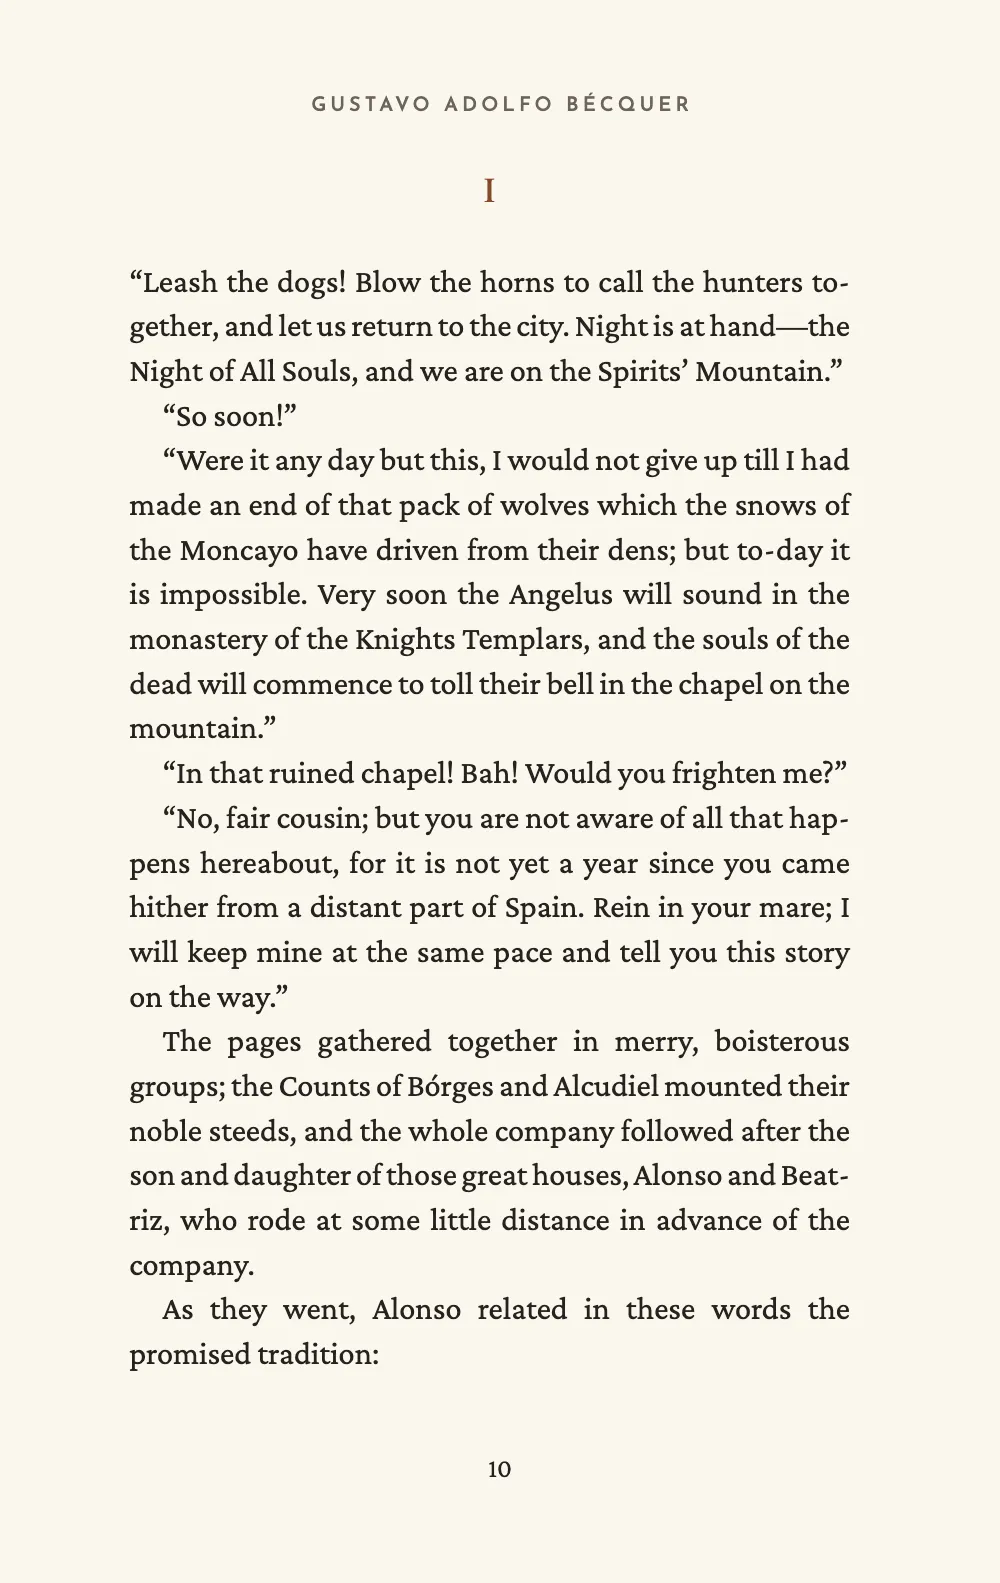 GUSTAVO ADOLFO BÉCQUER
I
“Leash the dogs! Blow the horns to call the hunters to-
gether, and let us return to the city. Night is at hand—the
Night of All Souls, and we are on the Spirits’ Mountain.”
“So soon!”
“Were it any day but this, I would not give up till I had
made an end of that pack of wolves which the snows of
the Moncayo have driven from their dens; but to-day it
is impossible. Very soon the Angelus will sound in the
monastery of the Knights Templars, and the souls of the
dead will commence to toll their bell in the chapel on the
mountain.”
“In that ruined chapel! Bah! Would you frighten me?”
“No, fair cousin; but you are not aware of all that hap-
pens hereabout, for it is not yet a year since you came
hither from a distant part of Spain. Rein in your mare; I
will keep mine at the same pace and tell you this story
on the way.”
The pages gathered together in merry, boisterous
groups; the Counts of Bórges and Alcudiel mounted their
noble steeds, and the whole company followed after the
son and daughter of those great houses, Alonso and Beat-
riz, who rode at some little distance in advance of the
company.
As they went, Alonso related in these words the
promised tradition:
10